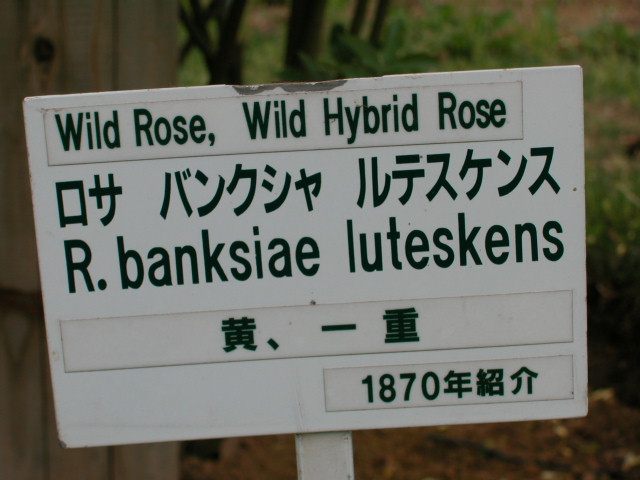 Wild Rose, Wild Hybrid Rose
ロサ バンクシャ ルテスケンス
R. banksiae luteskens
黄、一重
1870年紹介